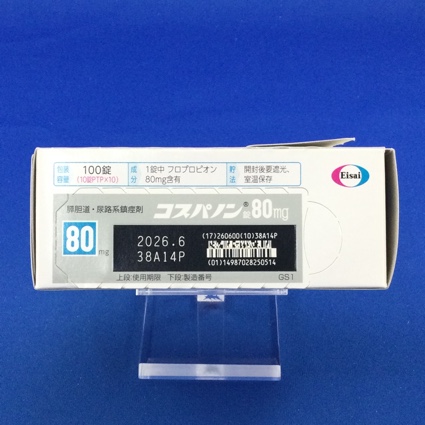 包装容量 100錠 (10錠PTP×10)
成分 1錠中 フロプロピオン 80mg含有
貯法 開封後要遮光、室温保存
Eisai
膵胆道・尿路系鎮痙剤 コスパノン®錠80mg
80mg
2026.6
38A14P
(17)260600(10)38A14P
(01)14987028250514
上段:使用期限 下段:製造番号
GS1